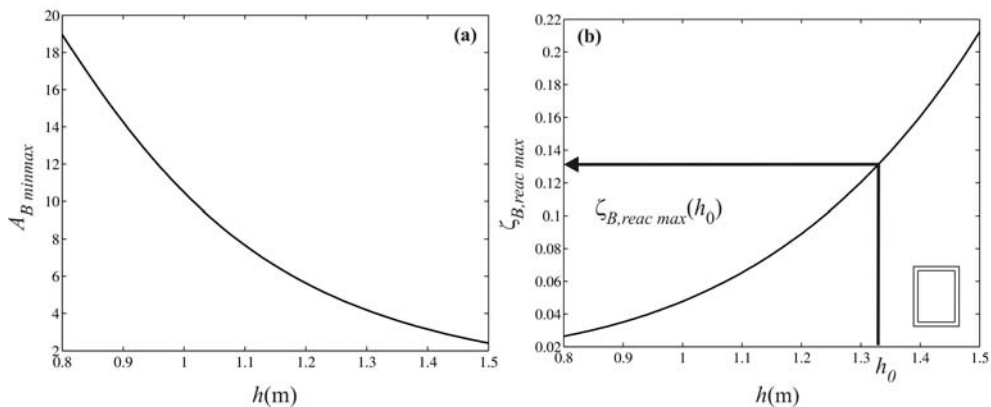 20
18
16
14
12
10
8
6
4
2
A_{B minmax}
(a)
0.8 0.9 1 1.1 1.2 1.3 1.4 1.5
h(m)
0.22
0.2
0.18
0.16
0.14
0.12
0.1
0.08
0.06
0.04
0.02
ζ_{B,reac max}
(b)
ζ_{B,reac max}(h_0)
0.8 0.9 1 1.1 1.2 1.3 1.4 1.5
h_0
h(m)